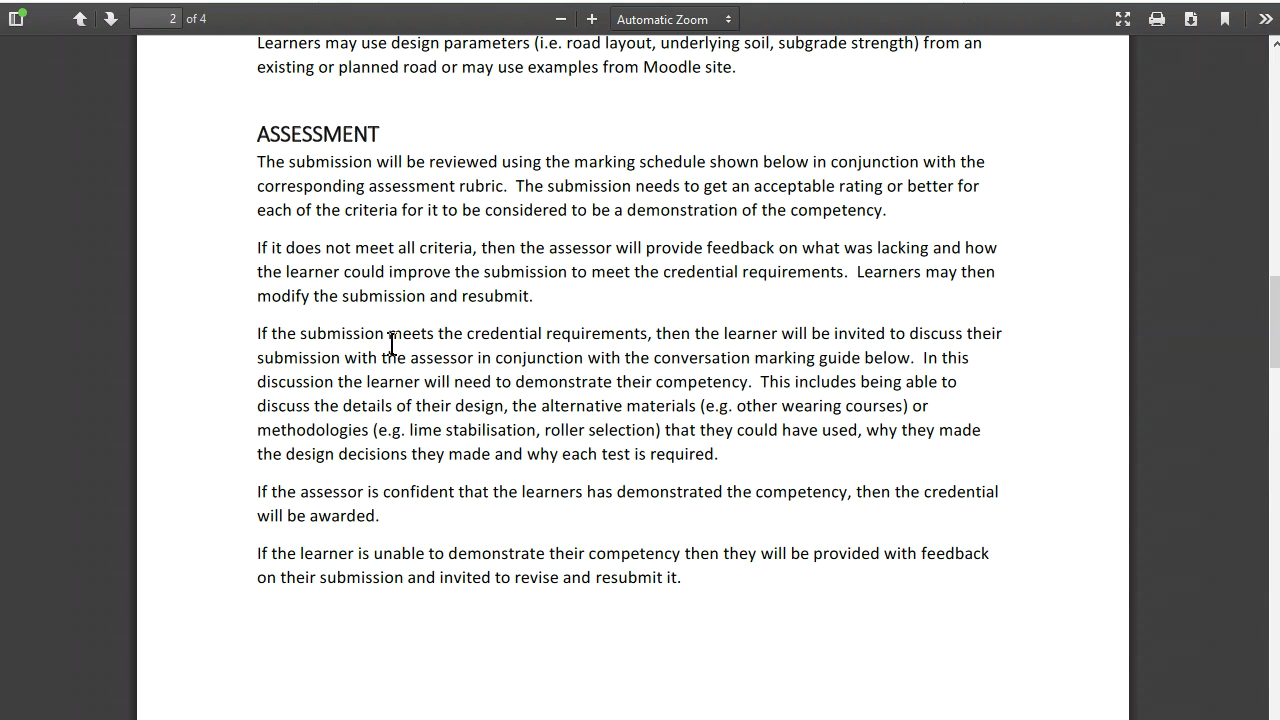 2 of 4
Automatic Zoom
Learners may use design parameters (i.e. road layout, underlying soil, subgrade strength) from an
existing or planned road or may use examples from Moodle site.
ASSESSMENT
The submission will be reviewed using the marking schedule shown below in conjunction with the
corresponding assessment rubric.  The submission needs to get an acceptable rating or better for
each of the criteria for it to be considered to be a demonstration of the competency.
If it does not meet all criteria, then the assessor will provide feedback on what was lacking and how
the learner could improve the submission to meet the credential requirements.  Learners may then
modify the submission and resubmit.
If the submission meets the credential requirements, then the learner will be invited to discuss their
submission with the assessor in conjunction with the conversation marking guide below.  In this
discussion the learner will need to demonstrate their competency.  This includes being able to
discuss the details of their design, the alternative materials (e.g. other wearing courses) or
methodologies (e.g. lime stabilisation, roller selection) that they could have used, why they made
the design decisions they made and why each test is required.
If the assessor is confident that the learners has demonstrated the competency, then the credential
will be awarded.
If the learner is unable to demonstrate their competency then they will be provided with feedback
on their submission and invited to revise and resubmit it.